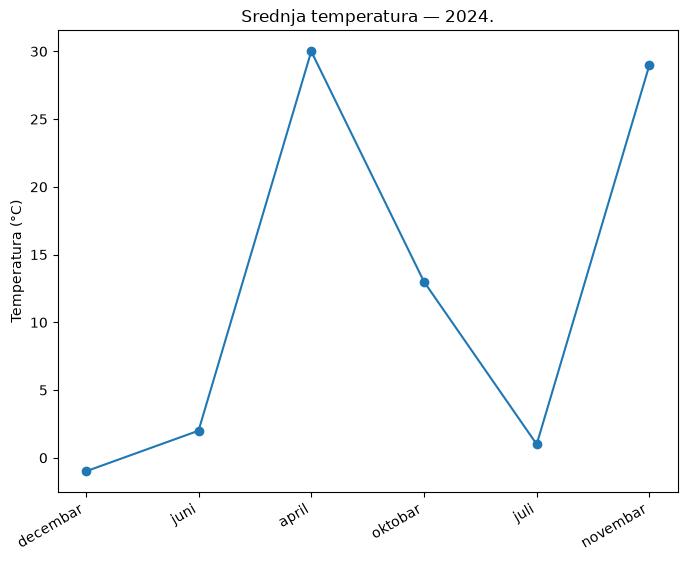 Srednja temperatura — 2024.
Temperatura (°C)
30
25
20
15
10
5
0
decembar
juni
april
oktobar
juli
novembar